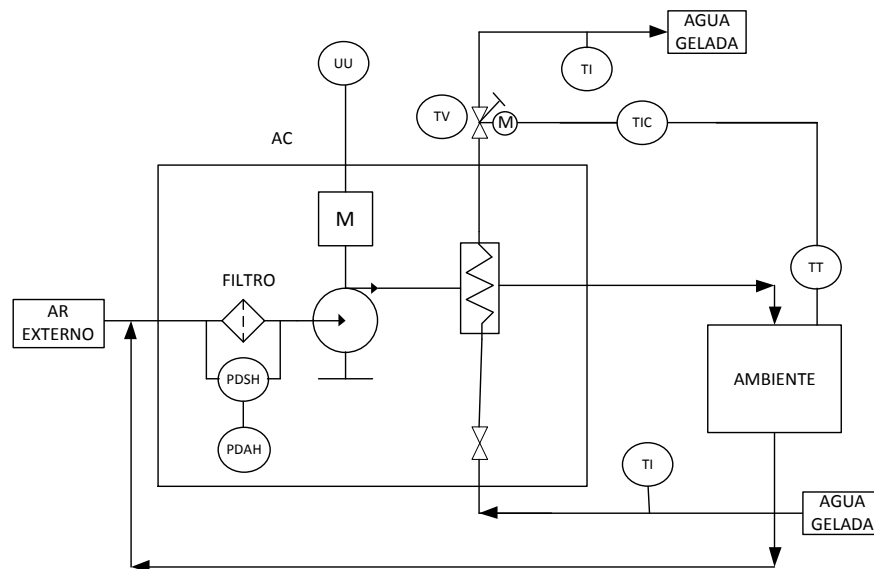 AGUA
GELADA
UU
TI
TV
M
TIC
AC
M
FILTRO
TT
AR
EXTERNO
PDSH
AMBIENTE
PDAH
TI
AGUA
GELADA